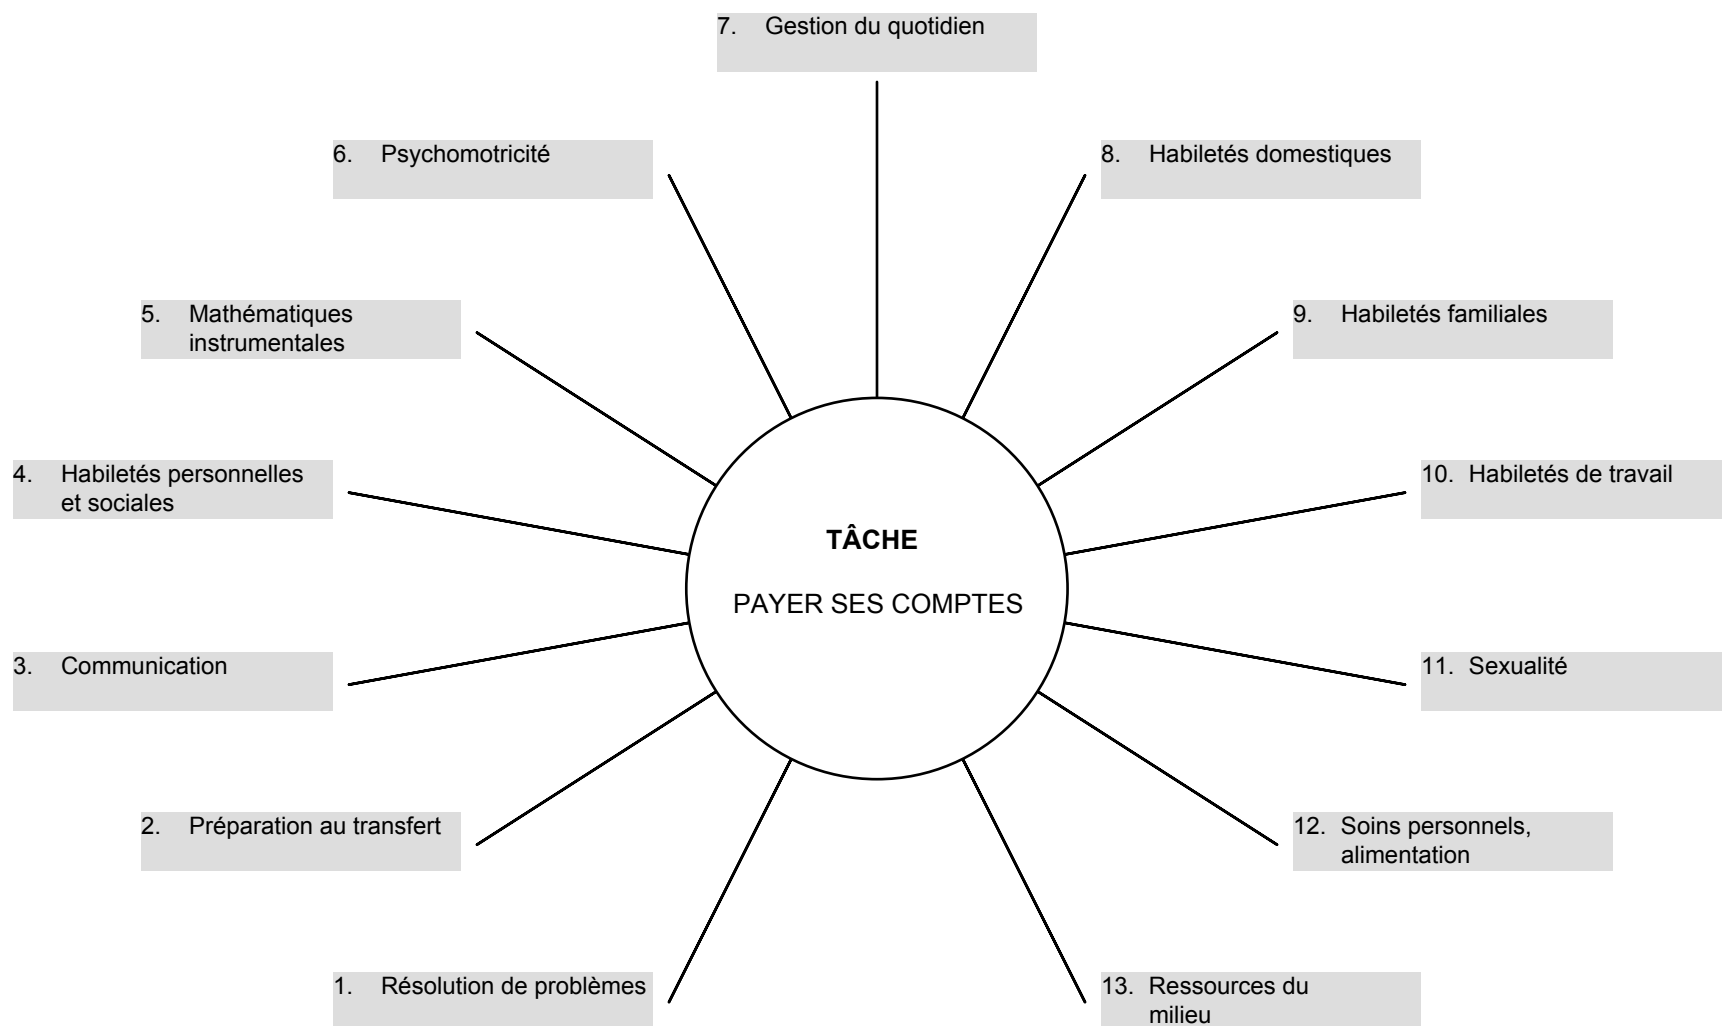 7. Gestion du quotidien
6. Psychomotricité
8. Habiletés domestiques
5. Mathématiques
instrumentales
9. Habiletés familiales
4. Habiletés personnelles
et sociales
10. Habiletés de travail
TÂCHE
PAYER SES COMPTES
3. Communication
11. Sexualité
2. Préparation au transfert
12. Soins personnels,
alimentation
1. Résolution de problèmes
13. Ressources du
milieu